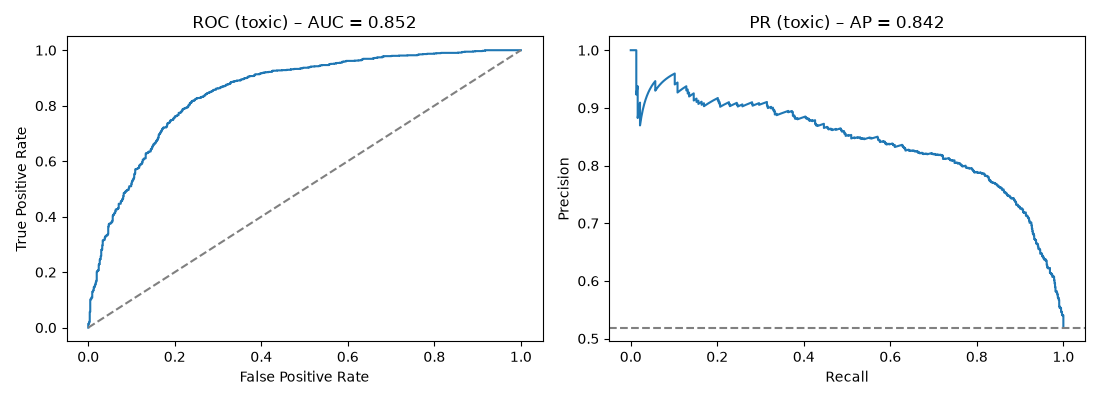 ROC (toxic) – AUC = 0.852
1.0
0.8
0.6
0.4
0.2
0.0
True Positive Rate
0.0 0.2 0.4 0.6 0.8 1.0
False Positive Rate
PR (toxic) – AP = 0.842
1.0
0.9
0.8
0.7
0.6
0.5
Precision
0.0 0.2 0.4 0.6 0.8 1.0
Recall